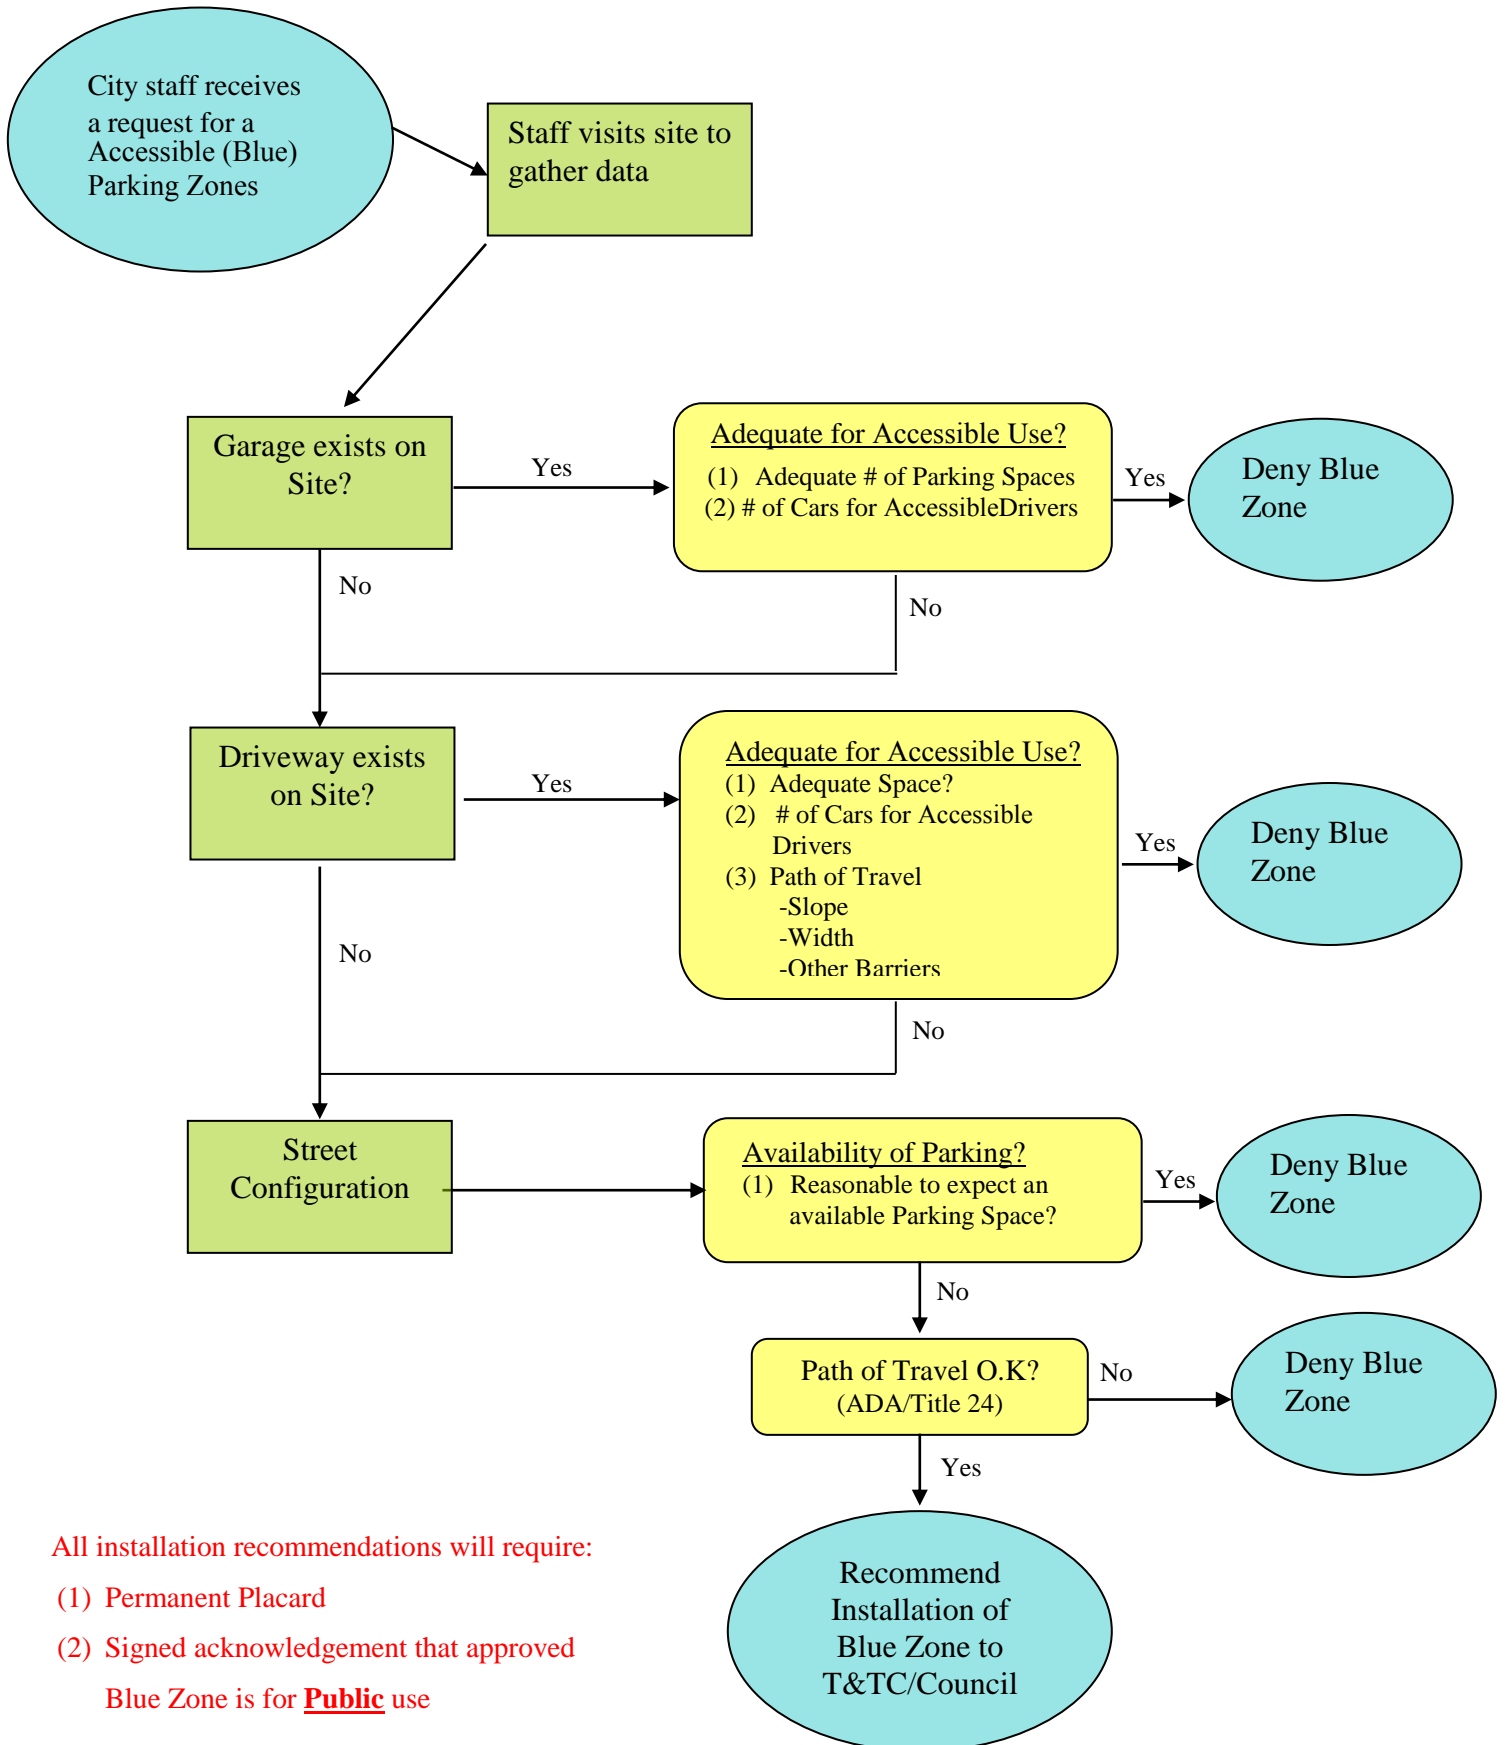 City staff receives
a request for a
Accessible (Blue)
Parking Zones
Staff visits site to
gather data
Garage exists on
Site?
Yes
Adequate for Accessible Use?
(1) Adequate # of Parking Spaces
(2) # of Cars for AccessibleDrivers
Yes
Deny Blue
Zone
No
No
Driveway exists
on Site?
Yes
Adequate for Accessible Use?
(1) Adequate Space?
(2) # of Cars for Accessible
Drivers
(3) Path of Travel
-Slope
-Width
-Other Barriers
Yes
Deny Blue
Zone
No
No
Street
Configuration
Availability of Parking?
(1) Reasonable to expect an
available Parking Space?
Yes
Deny Blue
Zone
No
Path of Travel O.K?
(ADA/Title 24)
No
Deny Blue
Zone
Yes
Recommend
Installation of
Blue Zone to
T&TC/Council
All installation recommendations will require:
(1) Permanent Placard
(2) Signed acknowledgement that approved
Blue Zone is for Public use